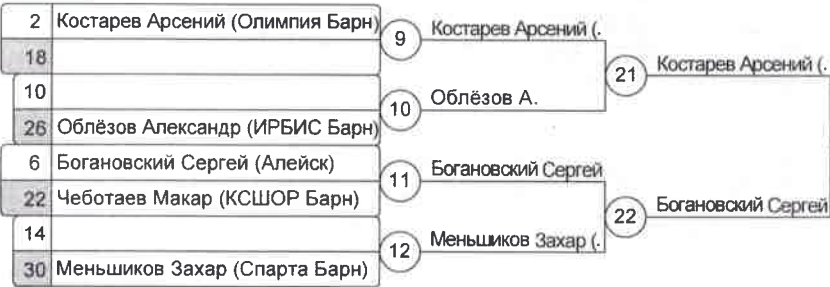 2 Костарев Арсений (Олимпия Барн)
18
9
Костарев Арсений (.
10
26 Облёзов Александр (ИРБИС Барн)
10
Облёзов А.
21
Костарев Арсений (.
6 Богановский Сергей (Алейск)
22 Чеботаев Макар (КСШОР Барн)
11
Богановский Сергей
14
30 Меньшиков Захар (Спарта Барн)
12
Меньшиков Захар (.
22
Богановский Сергей